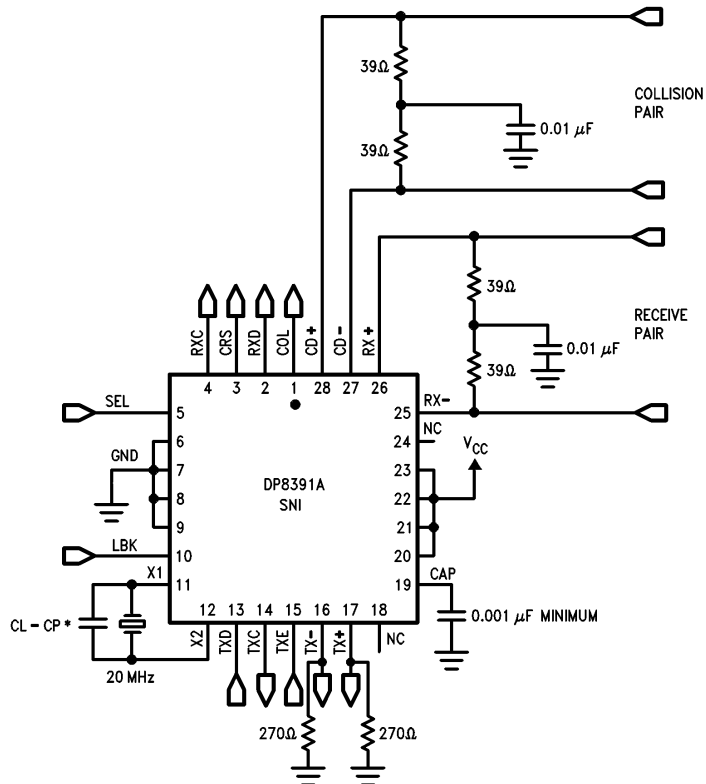 39Ω
COLLISION
PAIR
0.01 μF
39Ω
39Ω
RECEIVE
PAIR
0.01 μF
39Ω
RXC
CRS
RXD
COL
CD+
CD-
RX+
4
3
2
1
28
27
26
SEL
5
25
RX-
6
24
NC
GND
7
23
VCC
8
22
9
21
DP8391A
SNI
LBK
10
20
X1
11
19
CAP
CL - CP *
0.001 μF MINIMUM
12
13
14
15
16
17
18
X2
TXD
TXC
TXE
TX-
TX+
NC
20 MHz
270Ω
270Ω